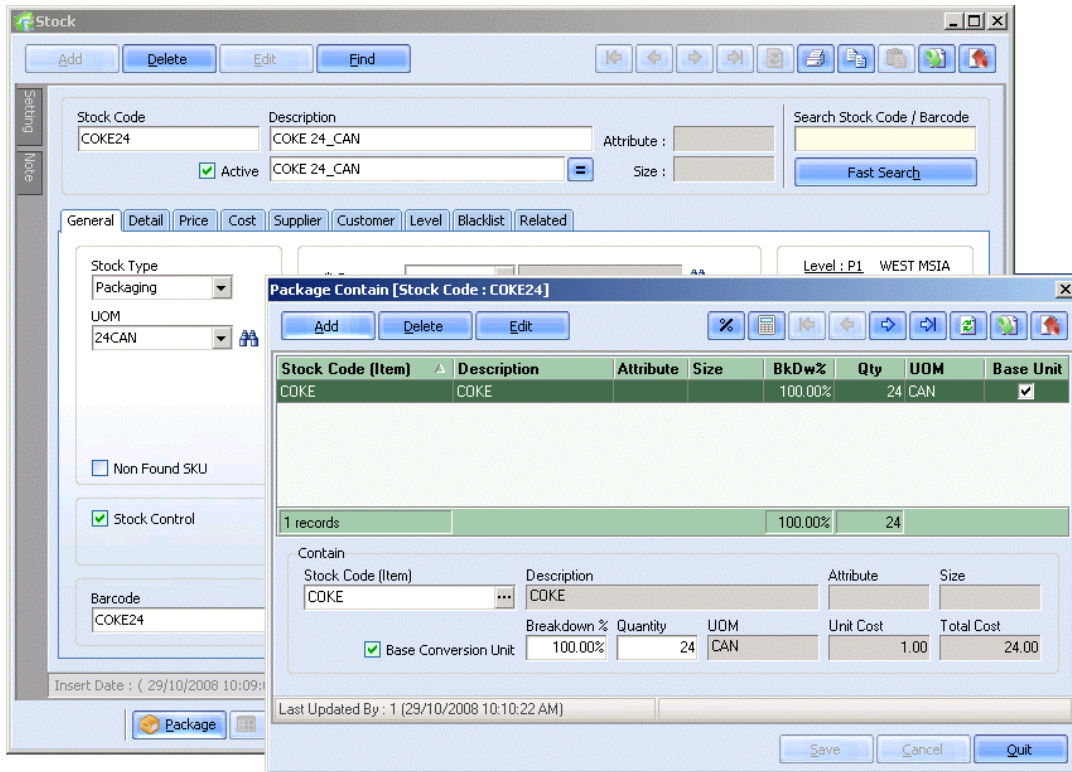 Stock
Add Delete Edit Find
Setting
Note
Stock Code Description Search Stock Code / Barcode
COKE24 COKE 24_CAN Attribute :
Active COKE 24_CAN = Size : Fast Search
General Detail Price Cost Supplier Customer Level Blacklist Related
Stock Type Level : P1 WEST MSIA
Packaging
UOM
24CAN
Non Found SKU
Stock Control
Barcode
COKE24
Insert Date : ( 29/10/2008 10:09:
Package
Package Contain [Stock Code : COKE24]
Add Delete Edit %
Stock Code (Item) Description Attribute Size BkDw% Qty UOM Base Unit
COKE COKE 100.00% 24 CAN
1 records 100.00% 24
Contain
Stock Code (Item) Description Attribute Size
COKE ... COKE
Breakdown % Quantity UOM Unit Cost Total Cost
Base Conversion Unit 100.00% 24 CAN 1.00 24.00
Last Updated By : 1 (29/10/2008 10:10:22 AM)
Save Cancel Quit